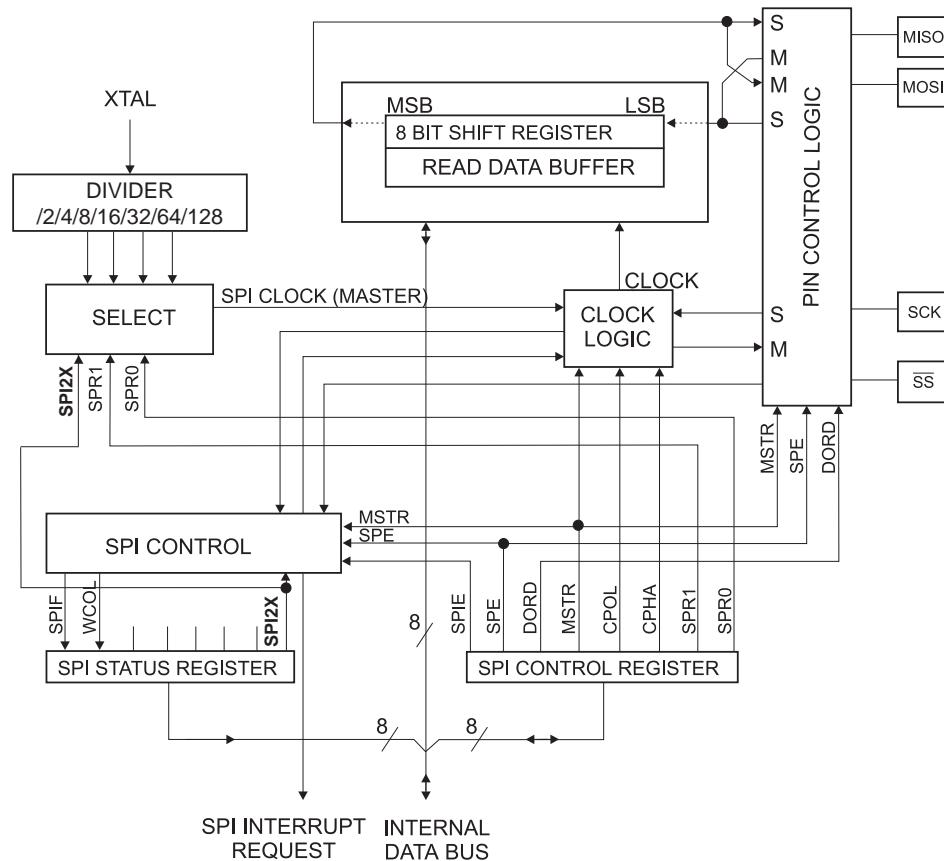 S
MISO
M
XTAL
M
MOSI
MSB
LSB
S
8 BIT SHIFT REGISTER
READ DATA BUFFER
DIVIDER
/2/4/8/16/32/64/128
PIN CONTROL LOGIC
CLOCK
SPI CLOCK (MASTER)
SELECT
CLOCK
LOGIC
S
SCK
M
SS
SPI2X
SPR1
SPR0
MSTR
SPE
DORD
MSTR
SPE
SPI CONTROL
SPIF
WCOL
SPI2X
8
SPIE
SPE
DORD
MSTR
CPOL
CPHA
SPR1
SPR0
SPI STATUS REGISTER
SPI CONTROL REGISTER
8
8
SPI INTERRUPT
REQUEST
INTERNAL
DATA BUS